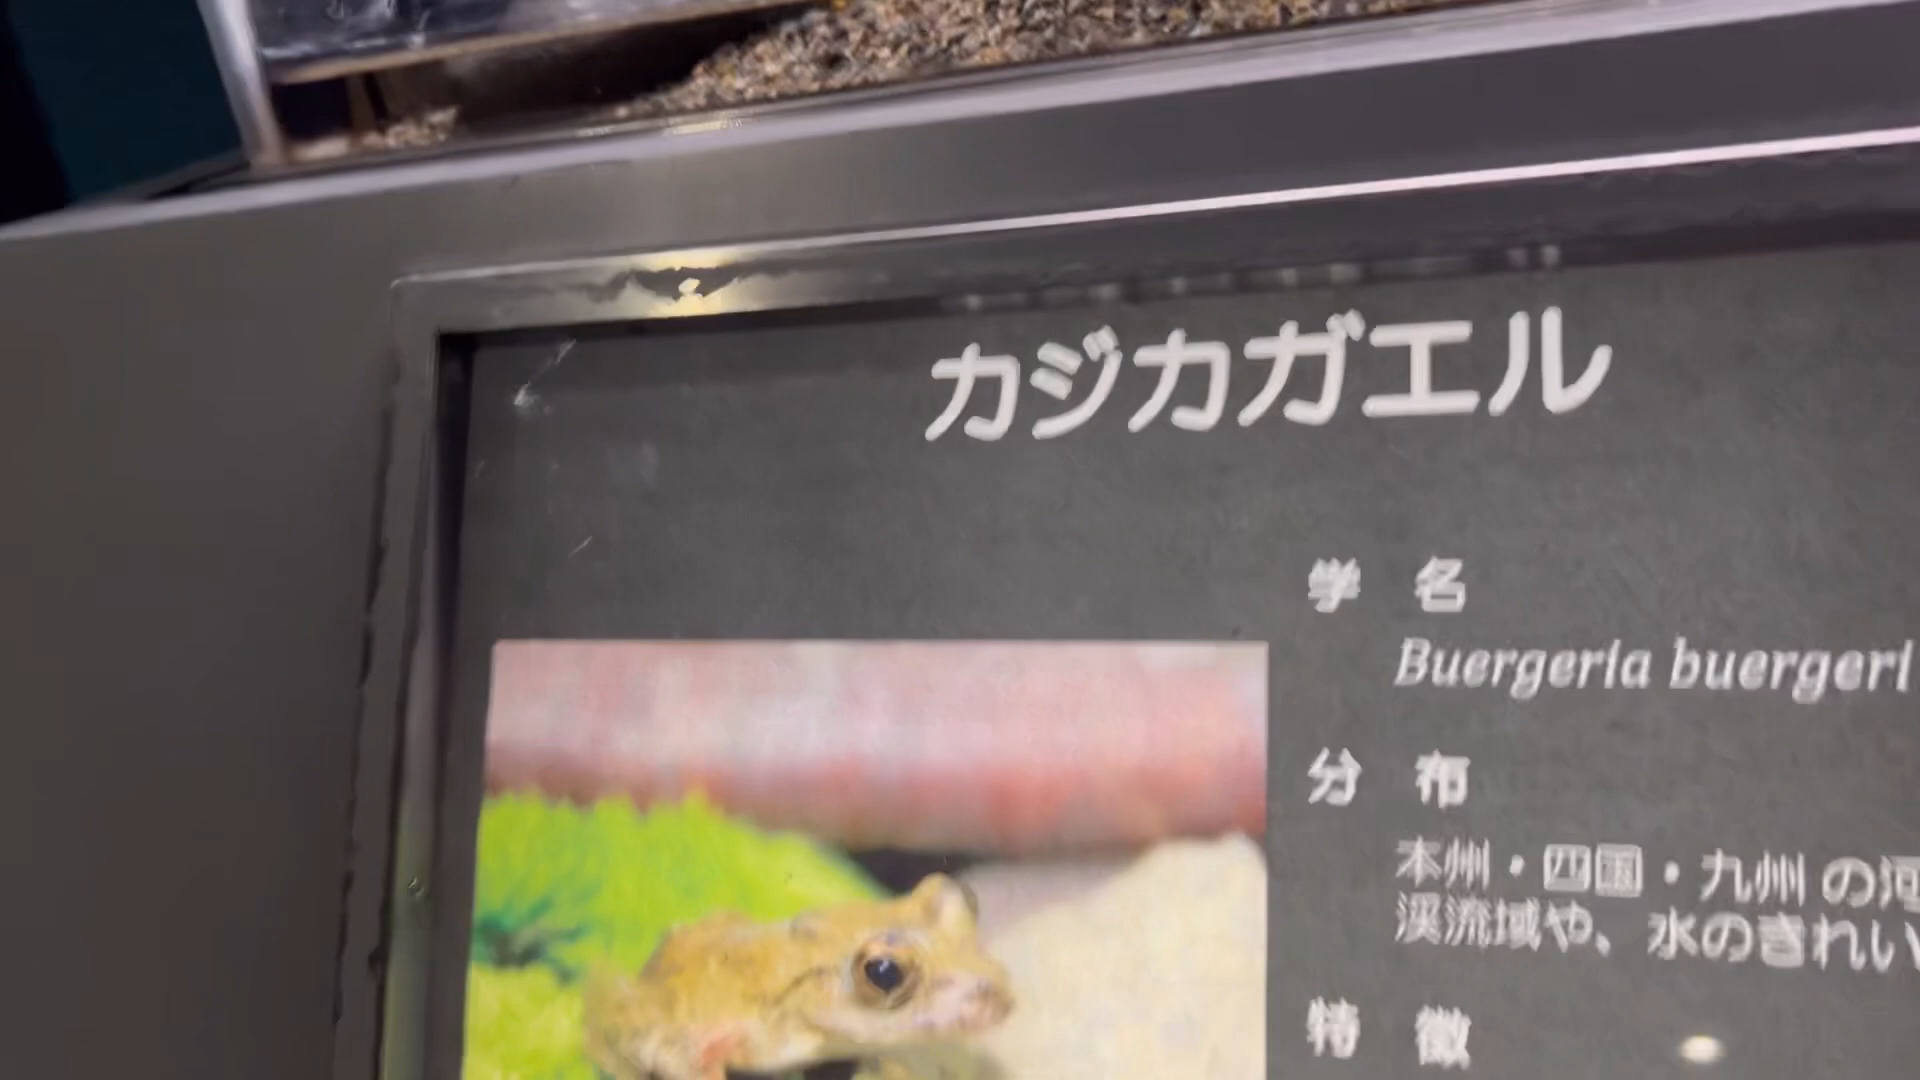 カジカガエル
学 名
Buergeria buergeri
分 布
本州・四国・九州の河
渓流域や、水のきれい
特 徴